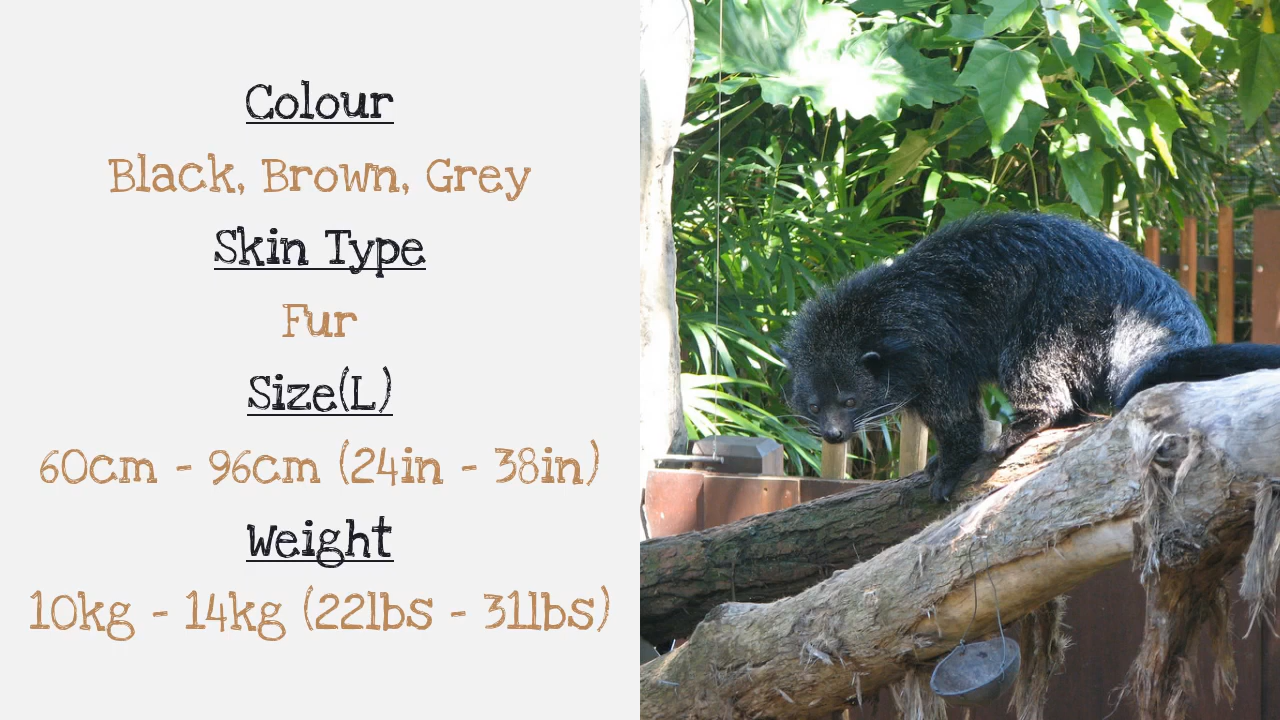 Colour
Black, Brown, Grey
Skin Type
Fur
Size(L)
60cm - 96cm (24in - 38in)
Weight
10kg - 14kg (22lbs - 31lbs)